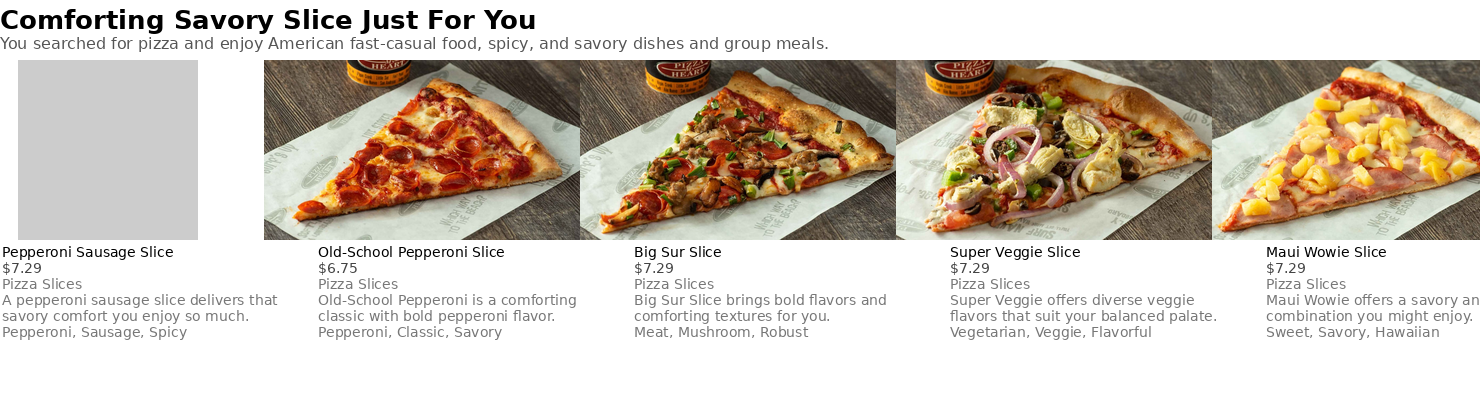 Comforting Savory Slice Just For You
You searched for pizza and enjoy American fast-casual food, spicy, and savory dishes and group meals.
PIZZA
HEART
PIZZA
HEART
PIZZA
HEART
Pepperoni Sausage Slice
$7.29
Pizza Slices
A pepperoni sausage slice delivers that
savory comfort you enjoy so much.
Pepperoni, Sausage, Spicy
Old-School Pepperoni Slice
$6.75
Pizza Slices
Old-School Pepperoni is a comforting
classic with bold pepperoni flavor.
Pepperoni, Classic, Savory
Big Sur Slice
$7.29
Pizza Slices
Big Sur Slice brings bold flavors and
comforting textures for you.
Meat, Mushroom, Robust
Super Veggie Slice
$7.29
Pizza Slices
Super Veggie offers diverse veggie
flavors that suit your balanced palate.
Vegetarian, Veggie, Flavorful
Maui Wowie Slice
$7.29
Pizza Slices
Maui Wowie offers a savory an
combination you might enjoy.
Sweet, Savory, Hawaiian